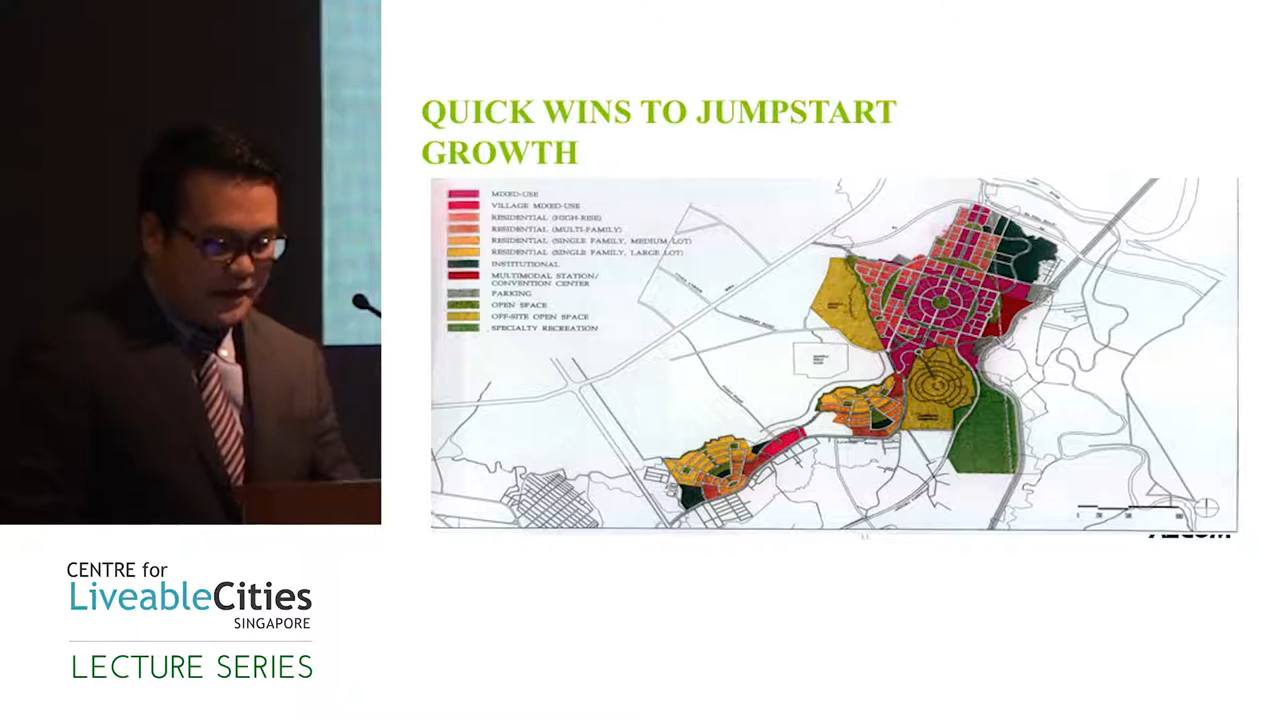 QUICK WINS TO JUMPSTART
GROWTH
MIXED-USE
VILLAGE MIXED-USE
RESIDENTIAL (HIGH-RISE)
RESIDENTIAL (MULTI-FAMILY)
RESIDENTIAL (SINGLE FAMILY, MEDIUM LOT)
RESIDENTIAL (SINGLE FAMILY, LARGE LOT)
INSTITUTIONAL
MULTIMODAL STATION/
CONVENTION CENTER
PARKING
OPEN SPACE
OFF-SITE OPEN SPACE
SPECIALTY RECREATION
CENTRE for
LiveableCities
SINGAPORE
LECTURE SERIES